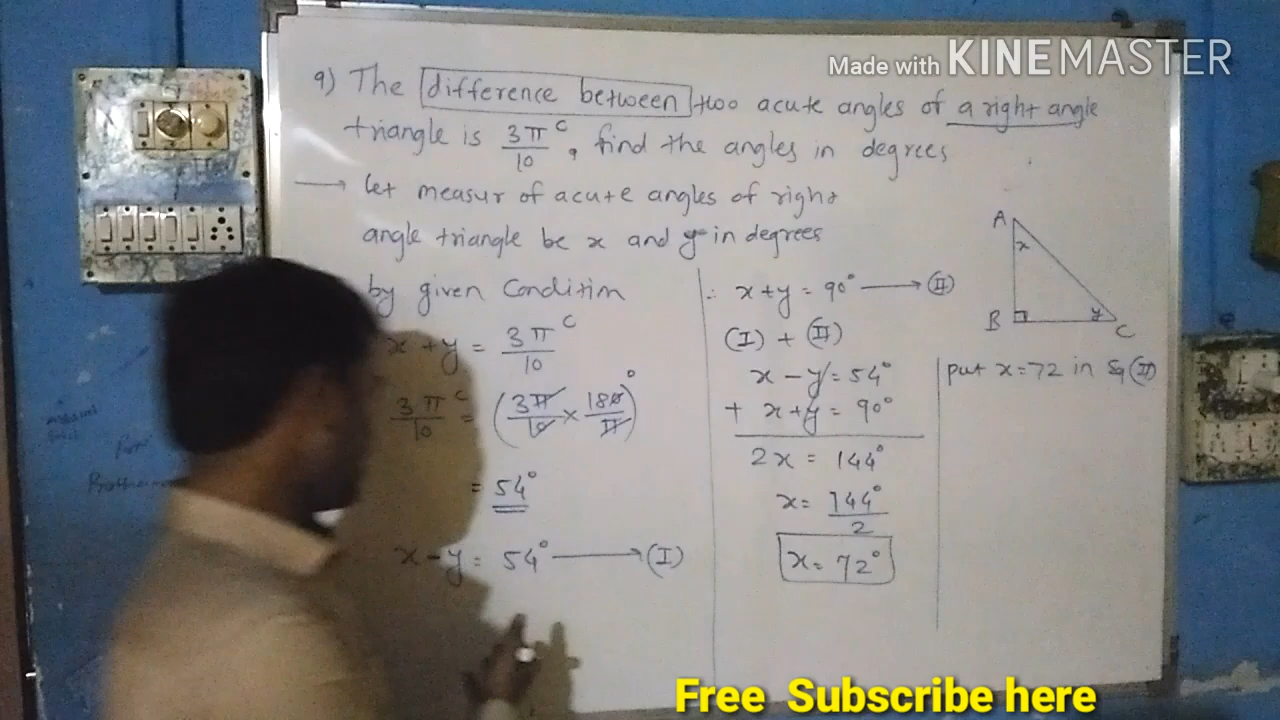 Made with KINEMASTER
9) The difference between two acute angles of a right angle
triangle is 3π/10 ᶜ, find the angles in degrees
→ let measur of acute angles of right
angle triangle be x and y in degrees
by given Condition
x + y = 3π/10 ᶜ
3π/10 ᶜ = (3π/10 × 180/π)°
= 54°
x - y = 54° → (I)
∴ x + y = 90° → (II)
(I) + (II)
x - y = 54°
+ x + y = 90°
2x = 144°
x = 144°/2
x = 72°
A
x
B
y
C
put x = 72 in Eq (II)
Free Subscribe here